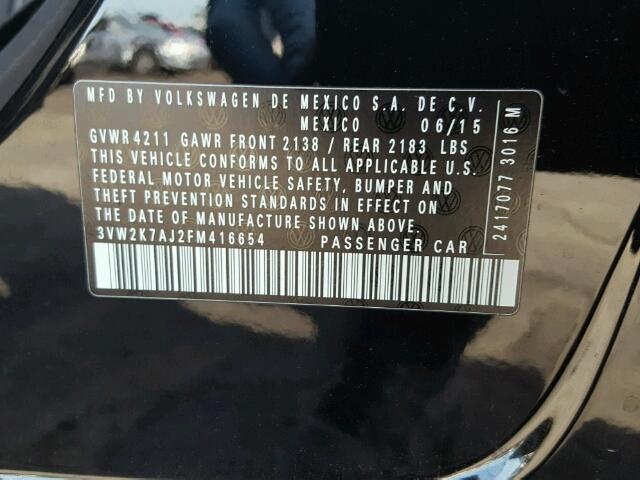 MFD BY VOLKSWAGEN DE MEXICO S.A. DE C.V.
MEXICO 06/15
GVWR 4211 GAWR FRONT 2138 / REAR 2183 LBS
THIS VEHICLE CONFORMS TO ALL APPLICABLE U.S.
FEDERAL MOTOR VEHICLE SAFETY, BUMPER AND
THEFT PREVENTION STANDARDS IN EFFECT ON
THE DATE OF MANUFACTURE SHOWN ABOVE.
3VW2K7AJ2FM416654 PASSENGER CAR
2417077 3016 M